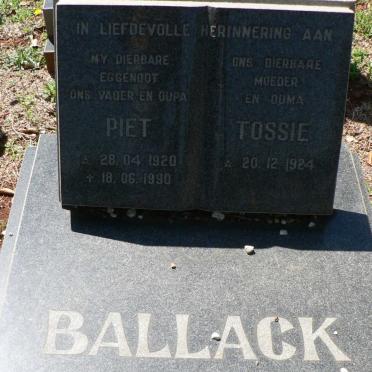 IN LIEFDEVOLLE HERINNERING AAN
MY DIERBARE
EGGENOOT
ONS VADER EN OUPA
PIET
☆ 28.04.1920
✝ 18.06.1990
ONS DIERBARE
MOEDER
EN OUMA
TOSSIE
☆ 20.12.1924
BALLACK